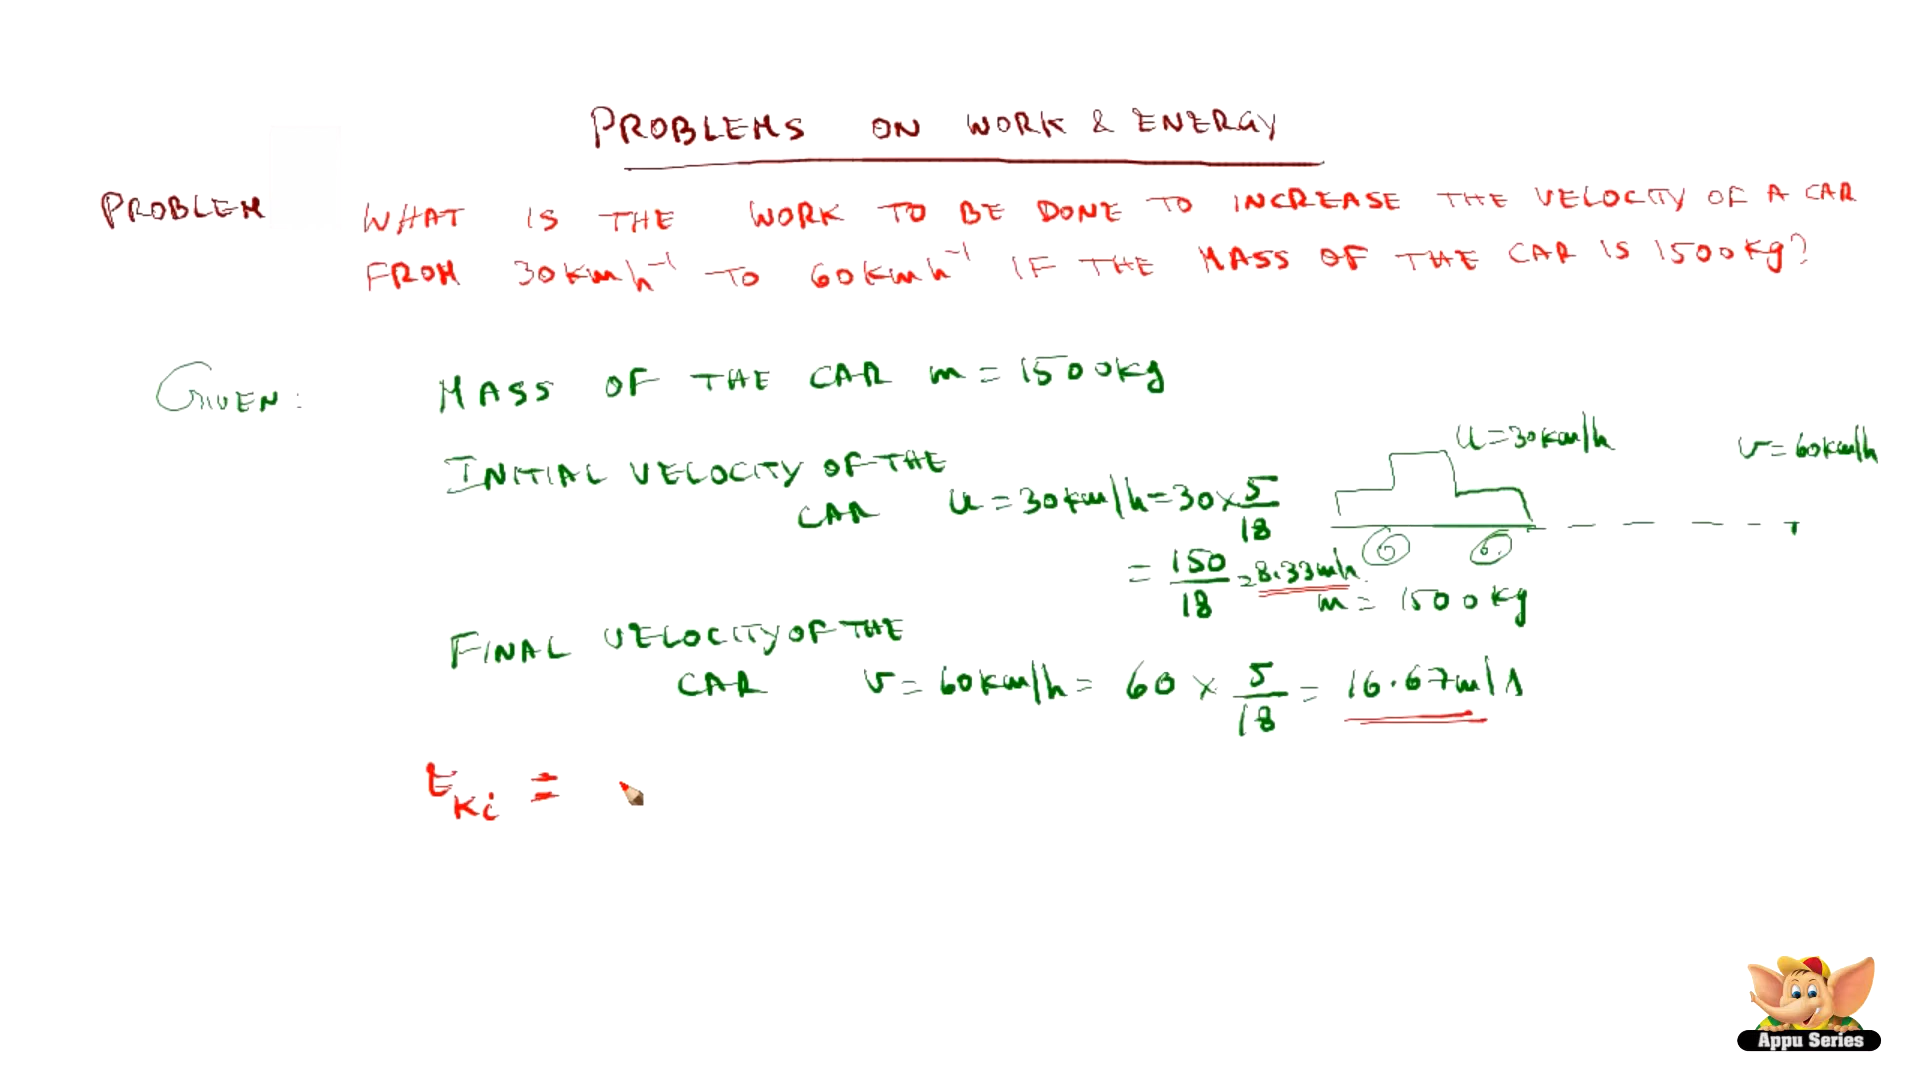 PROBLEMS ON WORK & ENERGY
PROBLEM WHAT IS THE WORK TO BE DONE TO INCREASE THE VELOCITY OF A CAR
FROM 30kmh⁻¹ TO 60kmh⁻¹ IF THE MASS OF THE CAR IS 1500kg?
GIVEN: MASS OF THE CAR m = 1500kg
u = 30km/h v = 60km/h
INITIAL VELOCITY OF THE
CAR u = 30km/h = 30 × 5/18
= 150/18 = 8.33m/s.
m = 1500kg
FINAL VELOCITY OF THE
CAR v = 60km/h = 60 × 5/18 = 16.67m/s
E_Ki =
Appu Series